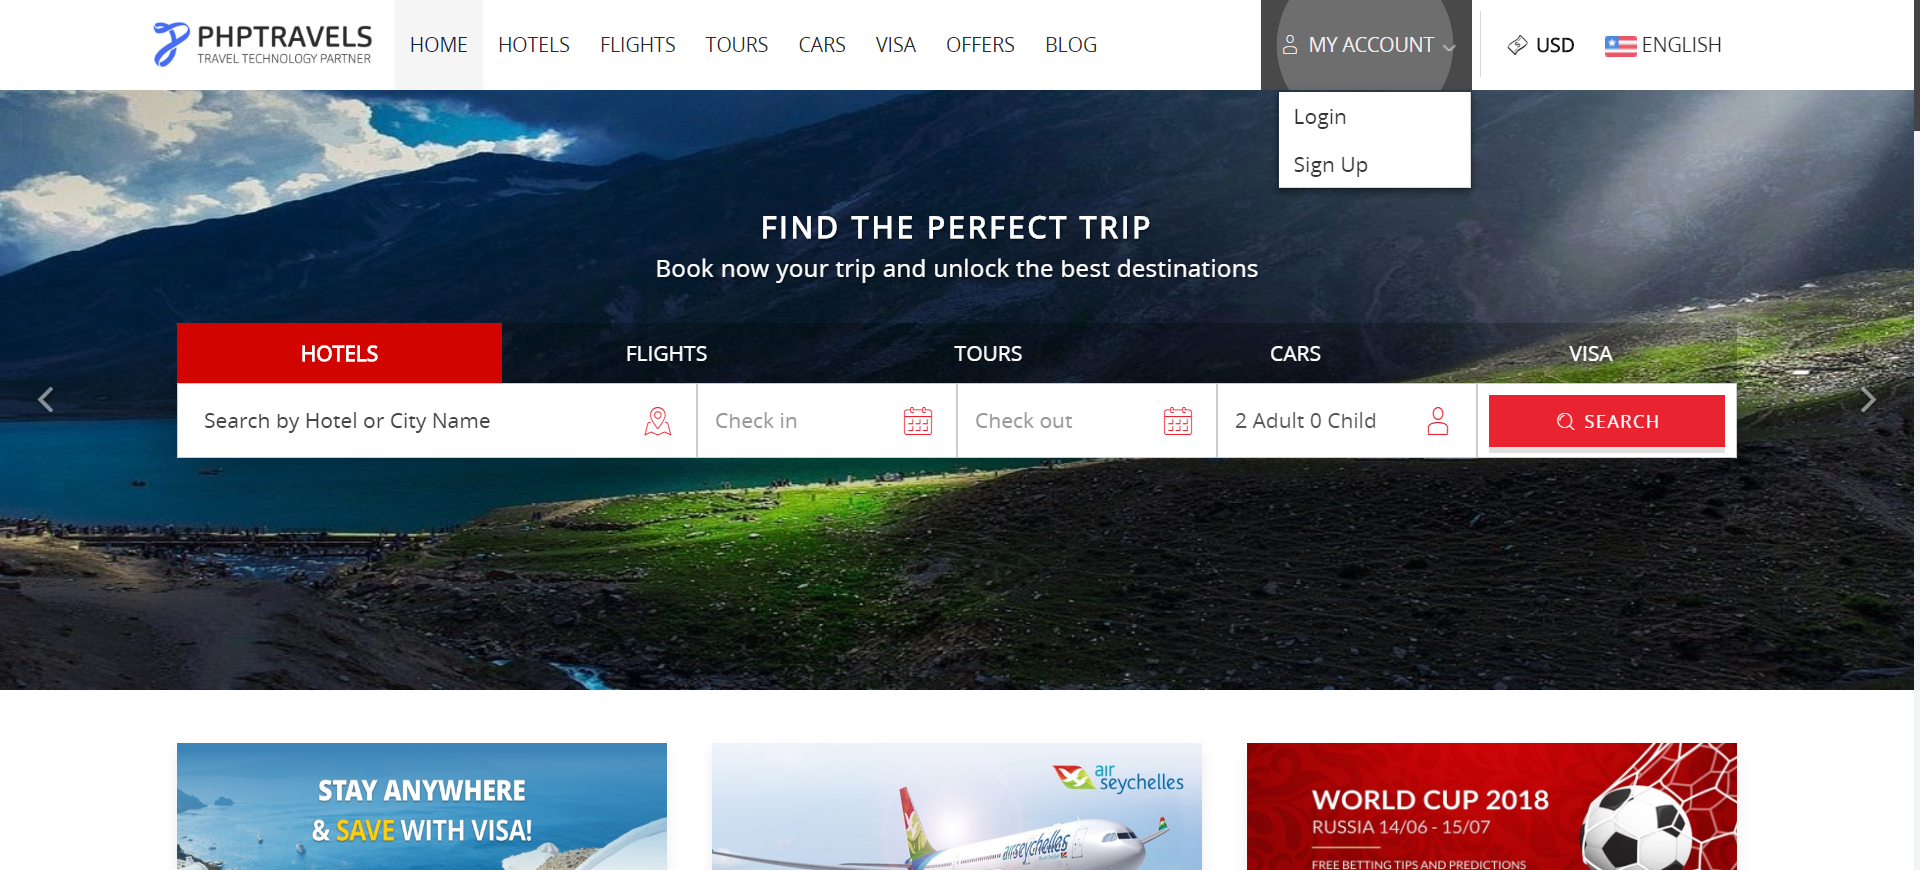 PHPTRAVELS
TRAVEL TECHNOLOGY PARTNER
HOME HOTELS FLIGHTS TOURS CARS VISA OFFERS BLOG
MY ACCOUNT USD ENGLISH
Login
Sign Up
FIND THE PERFECT TRIP
Book now your trip and unlock the best destinations
HOTELS FLIGHTS TOURS CARS VISA
Search by Hotel or City Name Check in Check out 2 Adult 0 Child SEARCH
STAY ANYWHERE
& SAVE WITH VISA!
air
seychelles
airseychelles
WORLD CUP 2018
RUSSIA 14/06 - 15/07
FREE BETTING TIPS AND PREDICTIONS